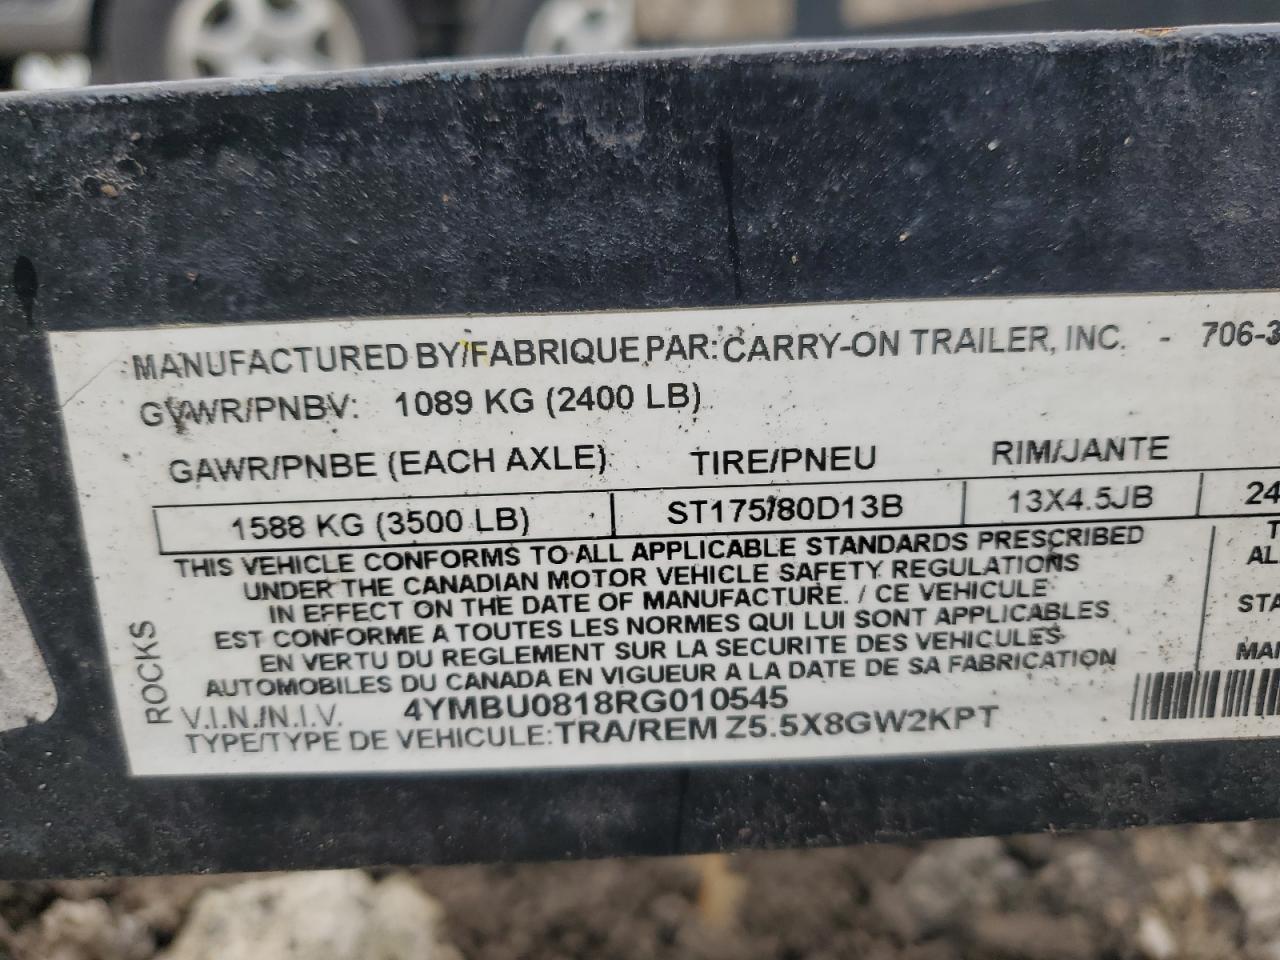 MANUFACTURED BY/FABRIQUE PAR: CARRY-ON TRAILER, INC. - 706-3
GVWR/PNBV: 1089 KG (2400 LB)
GAWR/PNBE (EACH AXLE) TIRE/PNEU RIM/JANTE
1588 KG (3500 LB) ST175/80D13B 13X4.5JB 24
THIS VEHICLE CONFORMS TO ALL APPLICABLE STANDARDS PRESCRIBED
UNDER THE CANADIAN MOTOR VEHICLE SAFETY REGULATIONS
IN EFFECT ON THE DATE OF MANUFACTURE. / CE VEHICULE
EST CONFORME A TOUTES LES NORMES QUI LUI SONT APPLICABLES
EN VERTU DU REGLEMENT SUR LA SECURITE DES VEHICULES
AUTOMOBILES DU CANADA EN VIGUEUR A LA DATE DE SA FABRICATION
V.I.N./N.I.V. 4YMBU0818RG010545
TYPE/TYPE DE VEHICULE: TRA/REM Z5.5X8GW2KPT
ROCKS
T
AL
STA
MAN